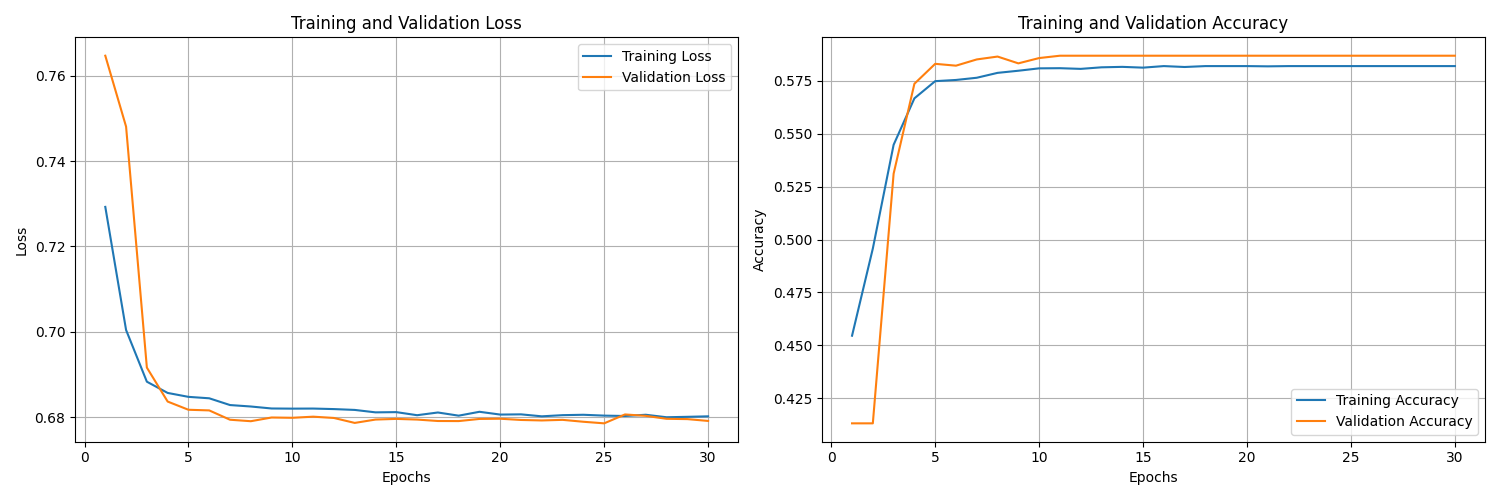 Training and Validation Loss
Training Loss
Validation Loss
0.76
0.74
0.72
0.70
0.68
Loss
0 5 10 15 20 25 30
Epochs
Training and Validation Accuracy
0.575
0.550
0.525
0.500
0.475
0.450
0.425
Accuracy
Training Accuracy
Validation Accuracy
0 5 10 15 20 25 30
Epochs